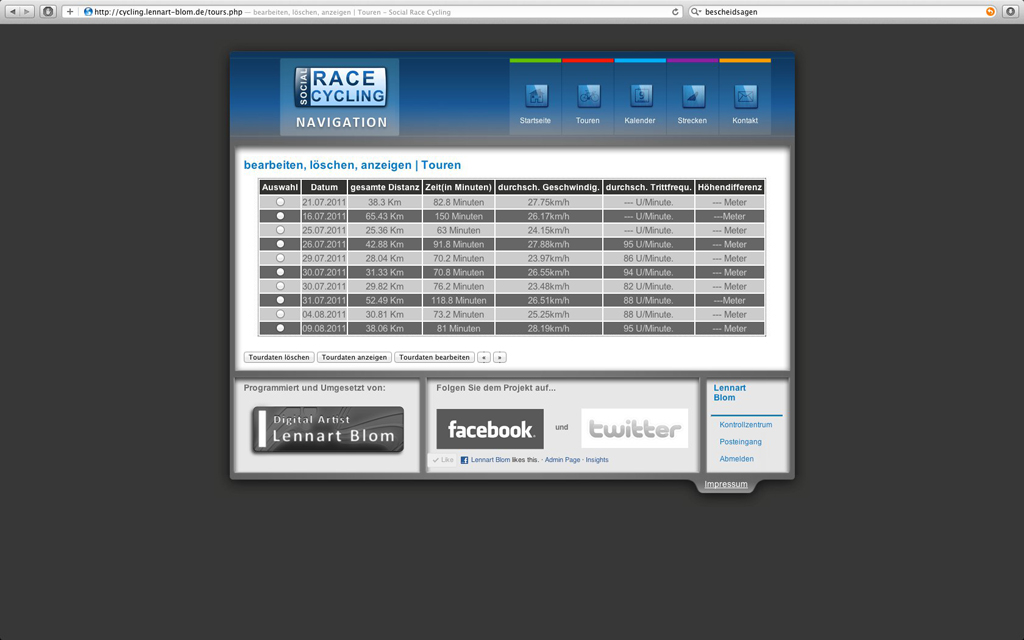 http://cycling.lennart-blom.de/tours.php — bearbeiten, löschen, anzeigen | Touren – Social Race Cycling
bescheidsagen
SOCIAL RACE CYCLING
NAVIGATION
Startseite Touren Kalender Strecken Kontakt
bearbeiten, löschen, anzeigen | Touren
Auswahl Datum gesamte Distanz Zeit(in Minuten) durchsch. Geschwindig. durchsch. Trittfrequ. Höhendifferenz
21.07.2011 38.3 Km 82.8 Minuten 27.75km/h --- U/Minute. --- Meter
16.07.2011 65.43 Km 150 Minuten 26.17km/h --- U/Minute. ---Meter
25.07.2011 25.36 Km 63 Minuten 24.15km/h --- U/Minute. --- Meter
26.07.2011 42.88 Km 91.8 Minuten 27.88km/h 95 U/Minute. --- Meter
29.07.2011 28.04 Km 70.2 Minuten 23.97km/h 86 U/Minute. --- Meter
30.07.2011 31.33 Km 70.8 Minuten 26.55km/h 94 U/Minute. --- Meter
30.07.2011 29.82 Km 76.2 Minuten 23.48km/h 82 U/Minute. --- Meter
31.07.2011 52.49 Km 118.8 Minuten 26.51km/h 88 U/Minute. ---Meter
04.08.2011 30.81 Km 73.2 Minuten 25.25km/h 88 U/Minute. --- Meter
09.08.2011 38.06 Km 81 Minuten 28.19km/h 95 U/Minute. --- Meter
Tourdaten löschen Tourdaten anzeigen Tourdaten bearbeiten « »
Programmiert und Umgesetzt von:
Digital Artist
Lennart Blom
Folgen Sie dem Projekt auf...
facebook. und twitter
Like Lennart Blom likes this. · Admin Page · Insights
Lennart
Blom
Kontrollzentrum
Posteingang
Abmelden
Impressum